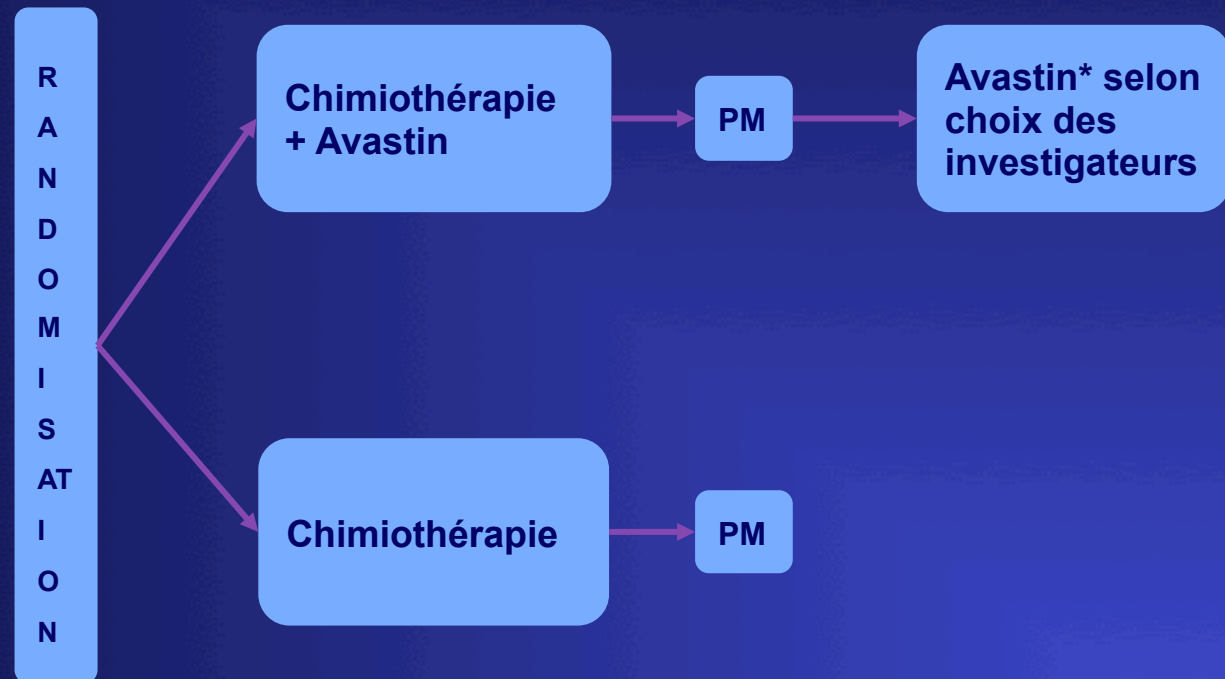 R
A
N
D
O
M
I
S
AT
I
O
N
Chimiothérapie
+ Avastin
PM
Avastin* selon
choix des
investigateurs
Chimiothérapie
PM